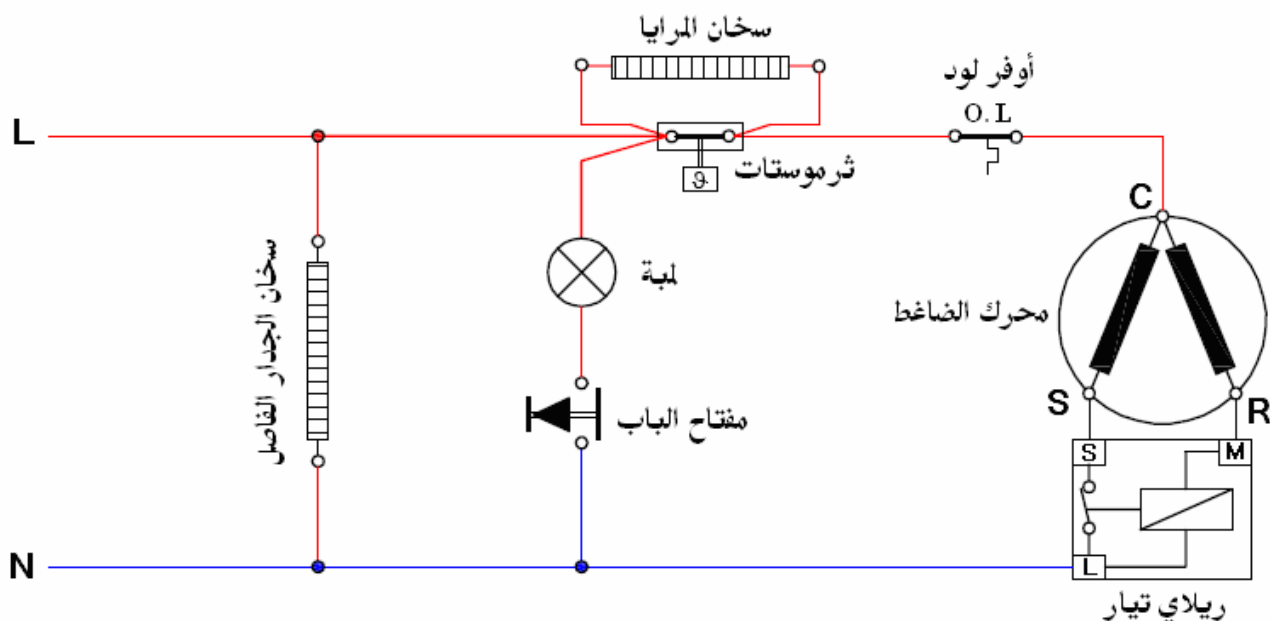 سخان المرايا
أوفر لود
O.L
L
ثرموستات
ϑ
C
سخان الجدار الفاصل
لمبة
محرك الضاغط
مفتاح الباب
S
R
S
M
L
N
ريلاي تيار